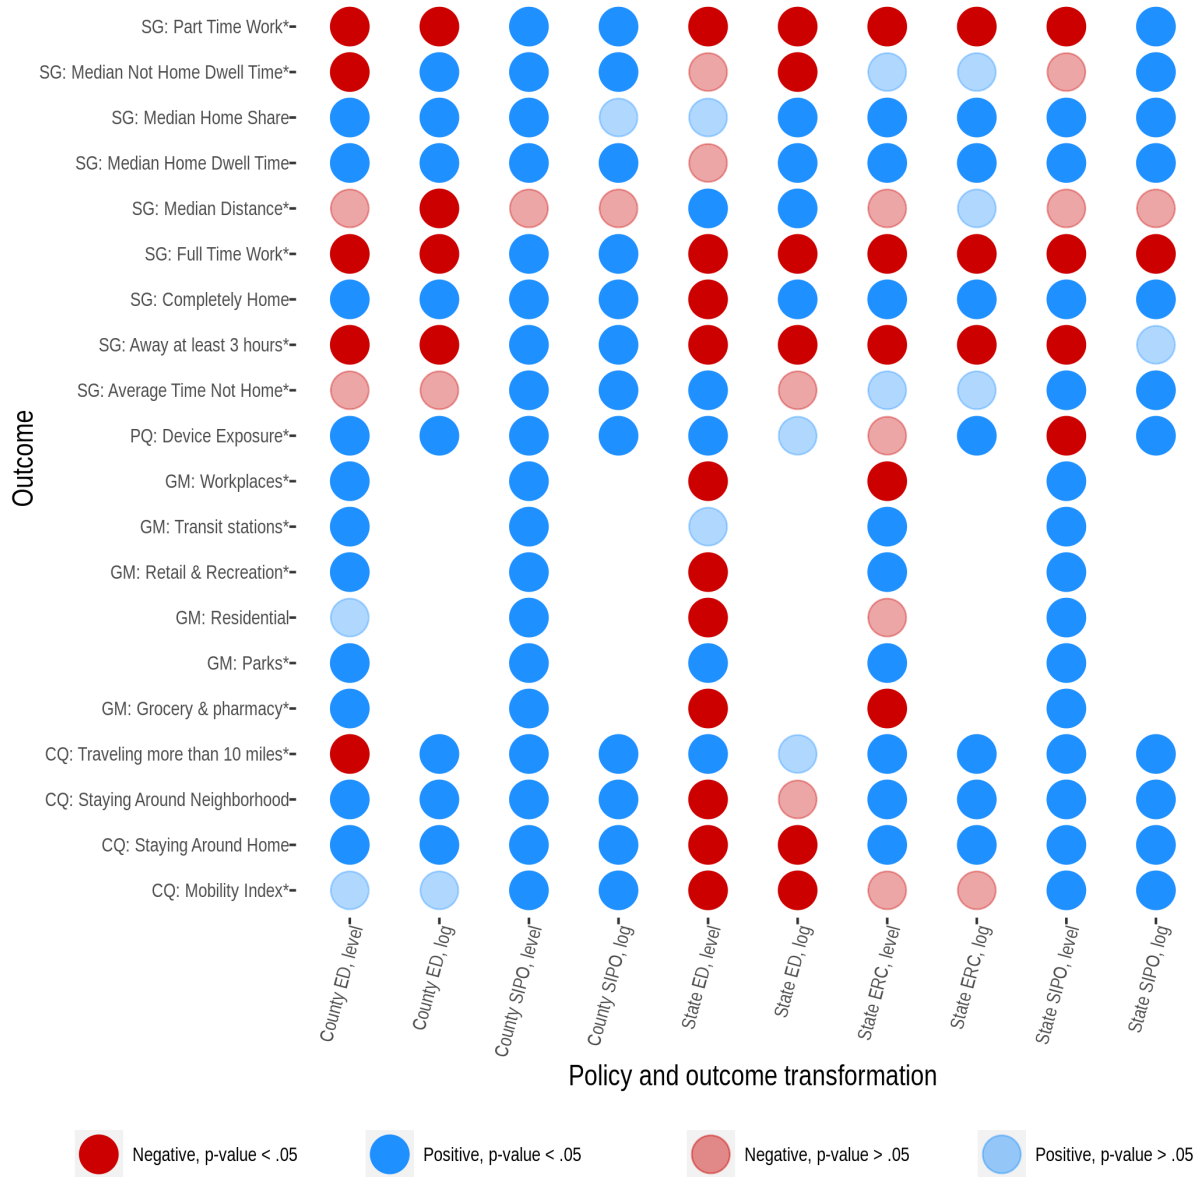 SG: Part Time Work*
SG: Median Not Home Dwell Time*
SG: Median Home Share
SG: Median Home Dwell Time
SG: Median Distance*
SG: Full Time Work*
SG: Completely Home
SG: Away at least 3 hours*
SG: Average Time Not Home*
PQ: Device Exposure*
GM: Workplaces*
GM: Transit stations*
GM: Retail & Recreation*
GM: Residential
GM: Parks*
GM: Grocery & pharmacy*
CQ: Traveling more than 10 miles*
CQ: Staying Around Neighborhood
CQ: Staying Around Home
CQ: Mobility Index*
Outcome
County ED, level
County ED, log
County SIPO, level
County SIPO, log
State ED, level
State ED, log
State ERC, level
State ERC, log
State SIPO, level
State SIPO, log
Policy and outcome transformation
Negative, p-value < .05
Positive, p-value < .05
Negative, p-value > .05
Positive, p-value > .05